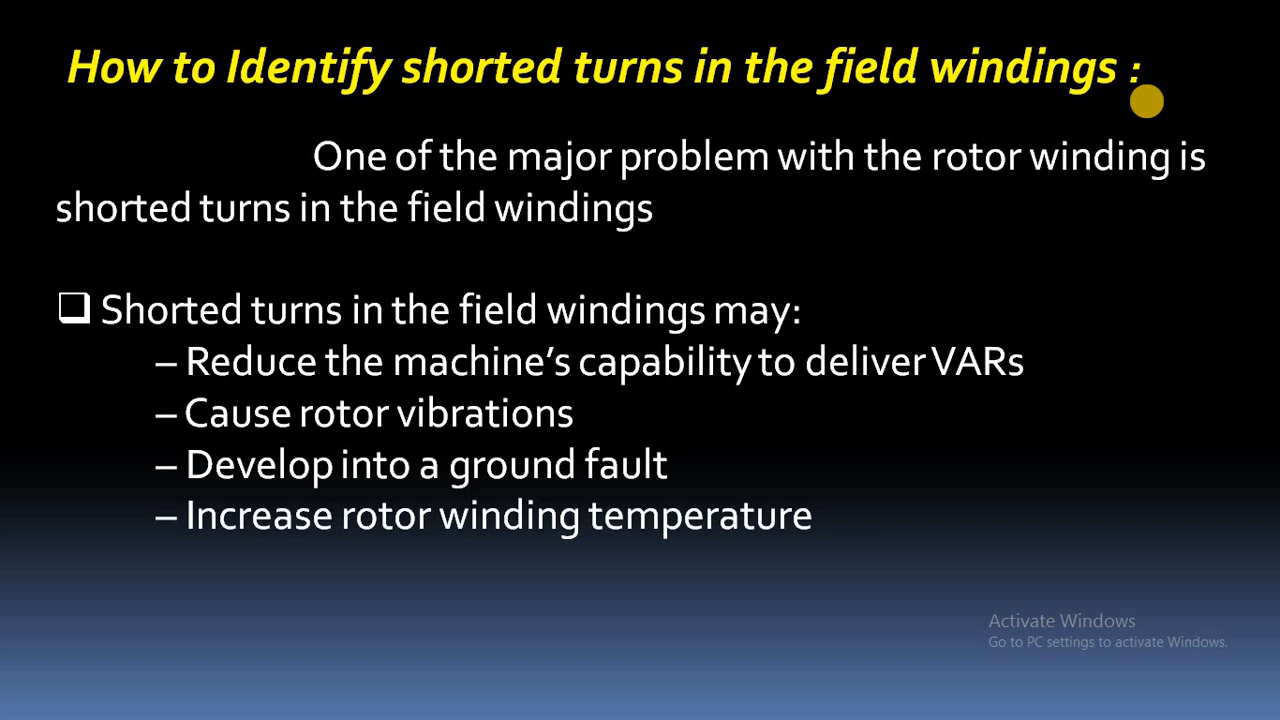 How to Identify shorted turns in the field windings :
One of the major problem with the rotor winding is
shorted turns in the field windings
❑ Shorted turns in the field windings may:
– Reduce the machine’s capability to deliver VARs
– Cause rotor vibrations
– Develop into a ground fault
– Increase rotor winding temperature
Activate Windows
Go to PC settings to activate Windows.